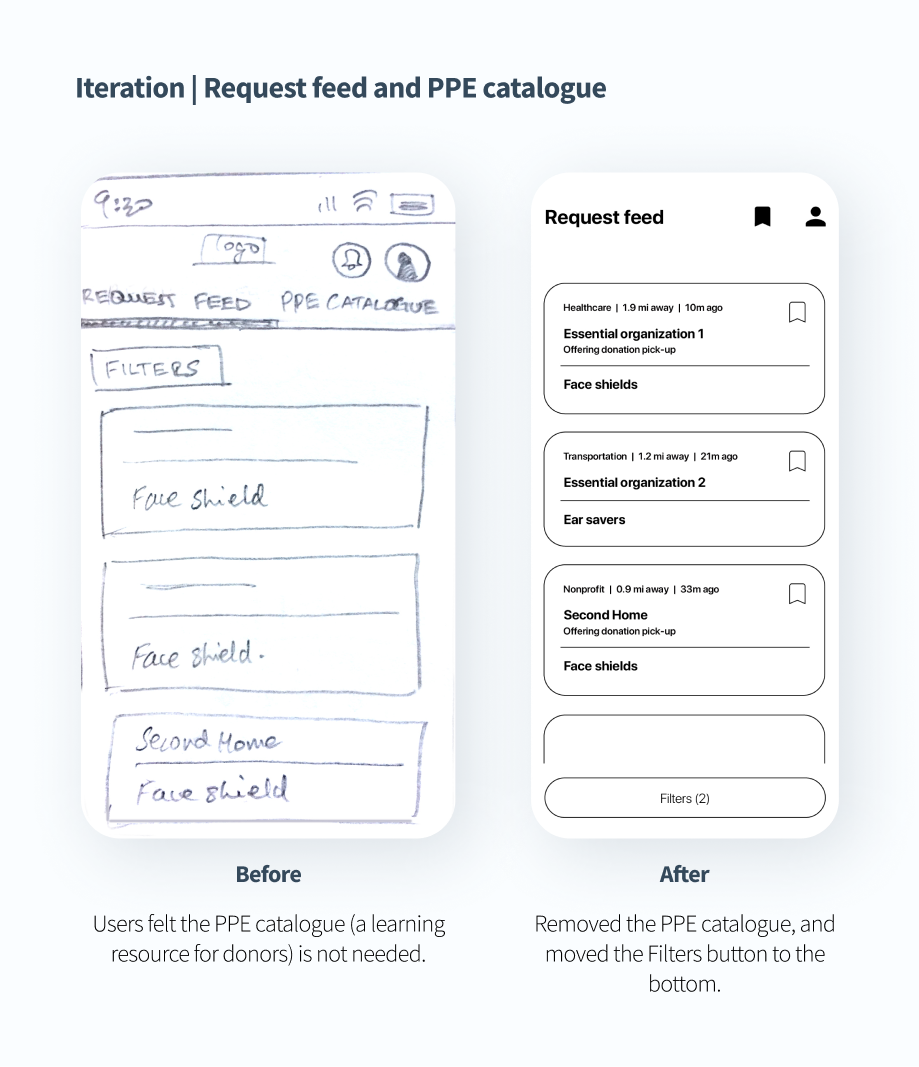 Iteration | Request feed and PPE catalogue
9:30
logo
REQUEST FEED PPE CATALOGUE
FILTERS
Face shield
Face shield.
Second Home
Face shield
Before
Users felt the PPE catalogue (a learning
resource for donors) is not needed.
Request feed
Healthcare | 1.9 mi away | 10m ago
Essential organization 1
Offering donation pick-up
Face shields
Transportation | 1.2 mi away | 21m ago
Essential organization 2
Ear savers
Nonprofit | 0.9 mi away | 33m ago
Second Home
Offering donation pick-up
Face shields
Filters (2)
After
Removed the PPE catalogue, and
moved the Filters button to the
bottom.